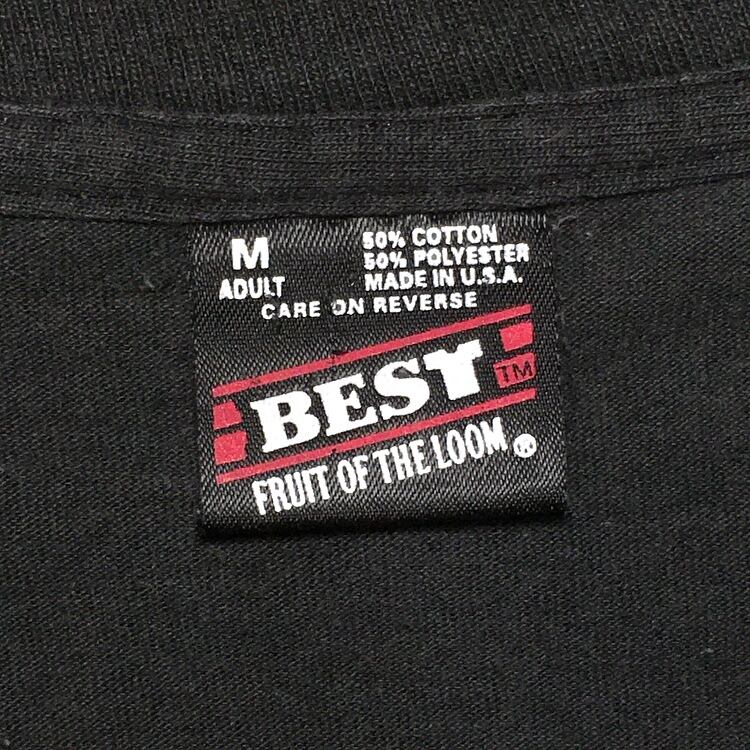 M
ADULT
50% COTTON
50% POLYESTER
MADE IN U.S.A.
CARE ON REVERSE
BEST TM
FRUIT OF THE LOOM®